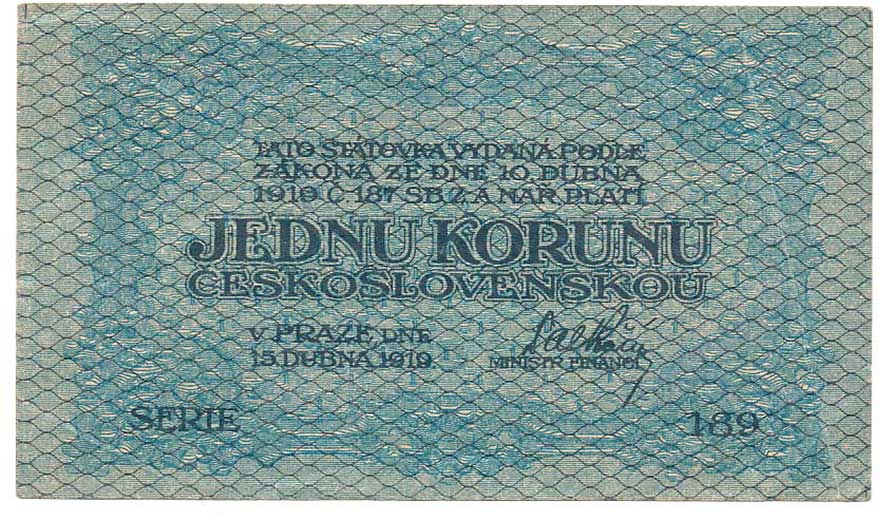 TATO STÁTOVKA VYDANÁ PODLE
ZÁKONA ZE DNE 10. DUBNA
1919 Č. 187 SB. Z. A NAŘ. PLATÍ
JEDNU KORUNU
ČESKOSLOVENSKOU
V PRAZE, DNE
15. DUBNA 1919.
MINISTR FINANCÍ
SERIE 189